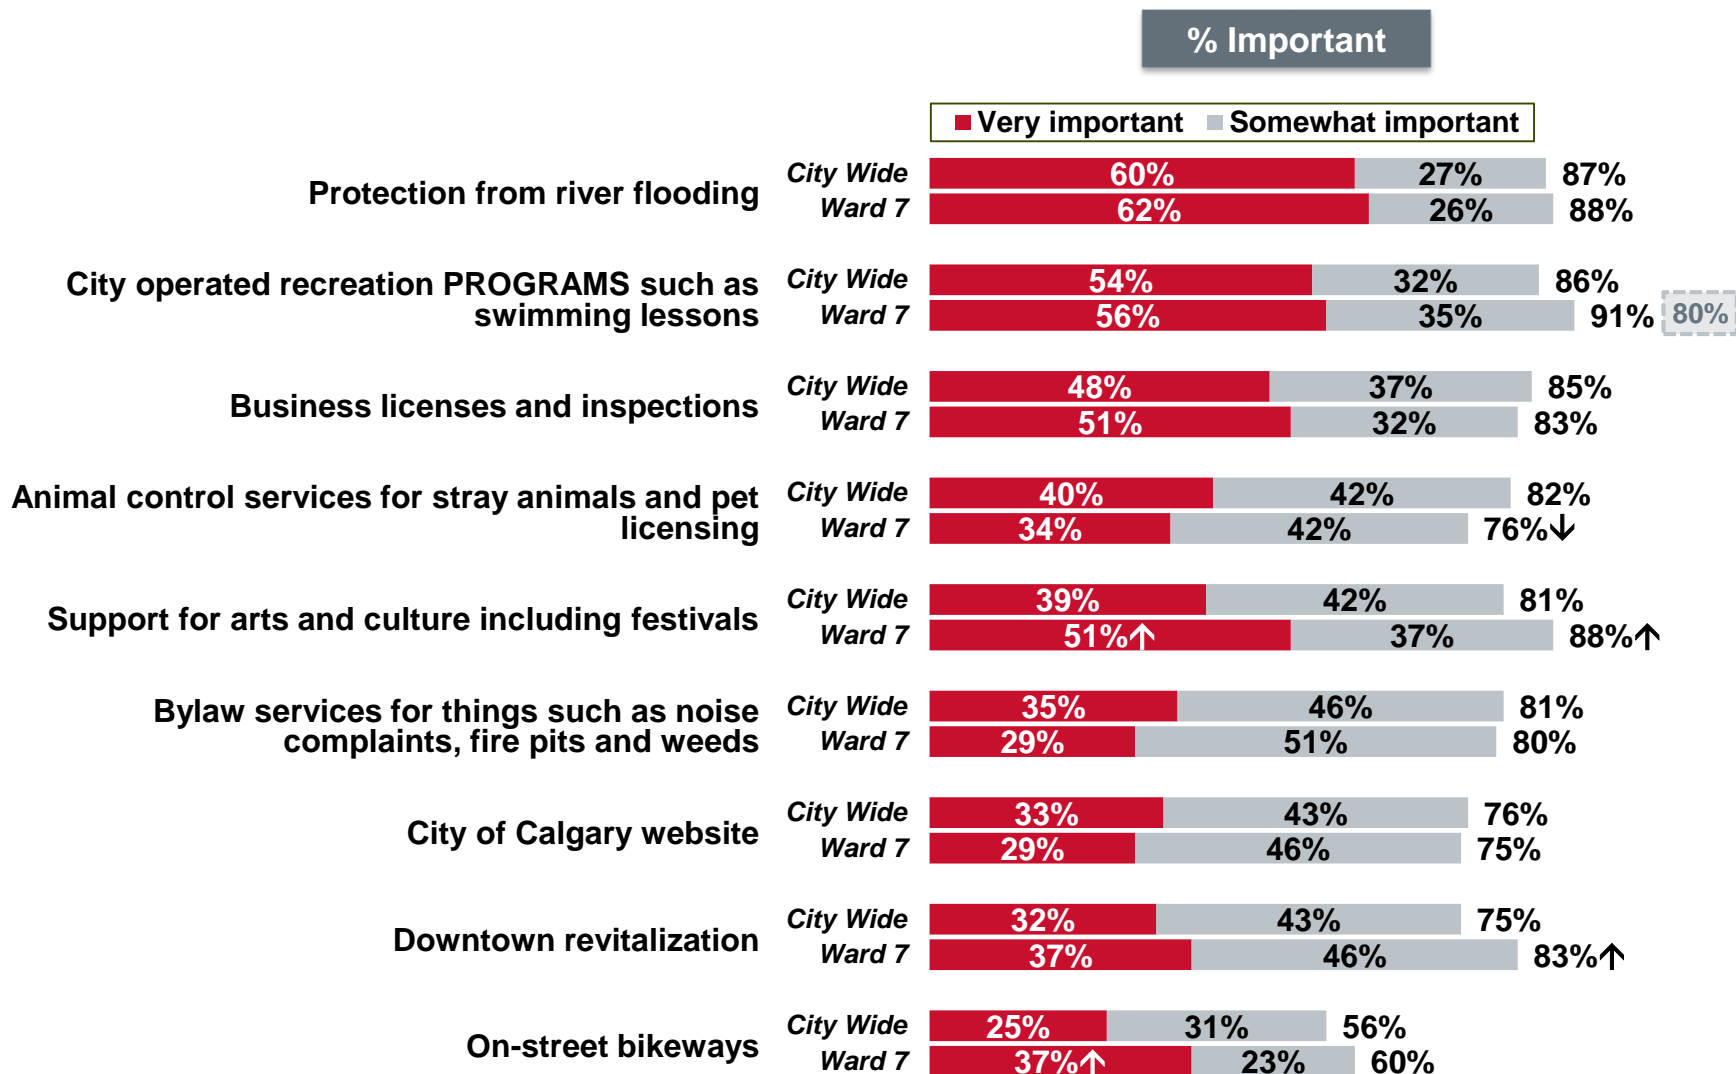 % Important
Very important Somewhat important
Protection from river flooding
City Wide 60% 27% 87%
Ward 7 62% 26% 88%
City operated recreation PROGRAMS such as
swimming lessons
City Wide 54% 32% 86%
Ward 7 56% 35% 91% 80%
Business licenses and inspections
City Wide 48% 37% 85%
Ward 7 51% 32% 83%
Animal control services for stray animals and pet
licensing
City Wide 40% 42% 82%
Ward 7 34% 42% 76%↓
Support for arts and culture including festivals
City Wide 39% 42% 81%
Ward 7 51%↑ 37% 88%↑
Bylaw services for things such as noise
complaints, fire pits and weeds
City Wide 35% 46% 81%
Ward 7 29% 51% 80%
City of Calgary website
City Wide 33% 43% 76%
Ward 7 29% 46% 75%
Downtown revitalization
City Wide 32% 43% 75%
Ward 7 37% 46% 83%↑
On-street bikeways
City Wide 25% 31% 56%
Ward 7 37%↑ 23% 60%